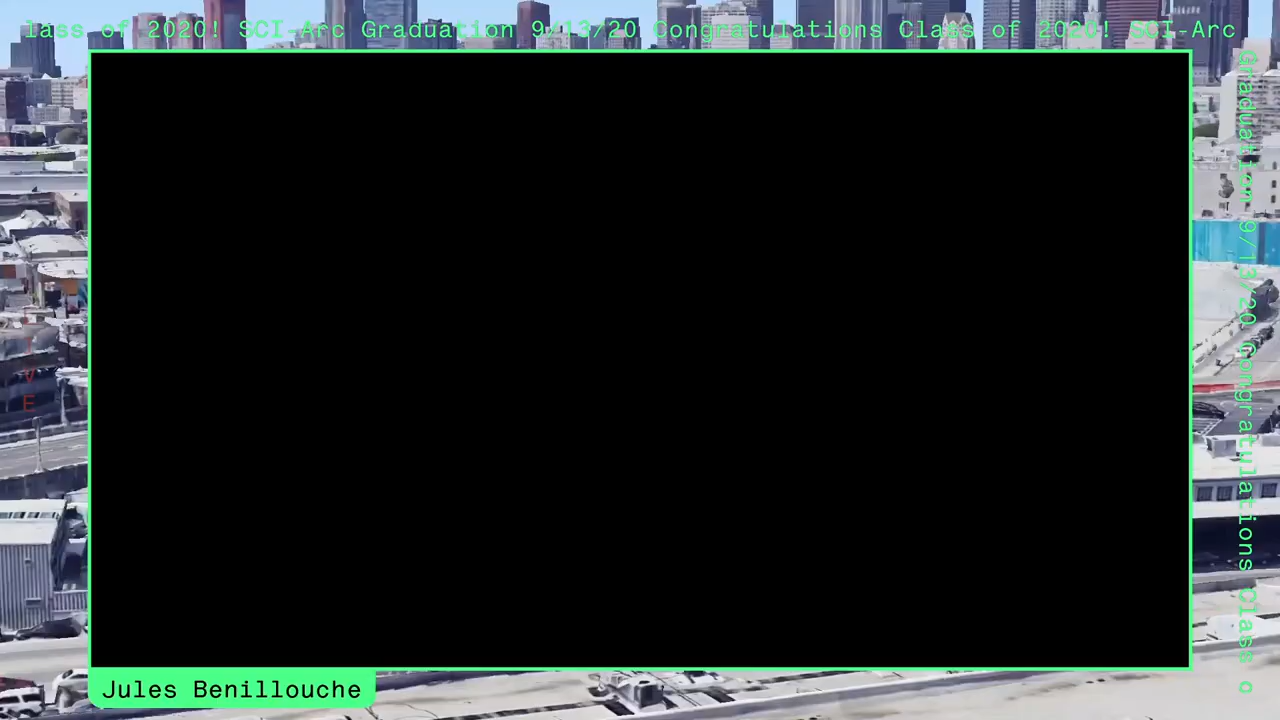 lass of 2020! SCI-Arc Graduation 9/13/20 Congratulations Class of 2020! SCI-Arc
Graduation 9/13/20 Congratulations Class o
VE
Jules Benillouche